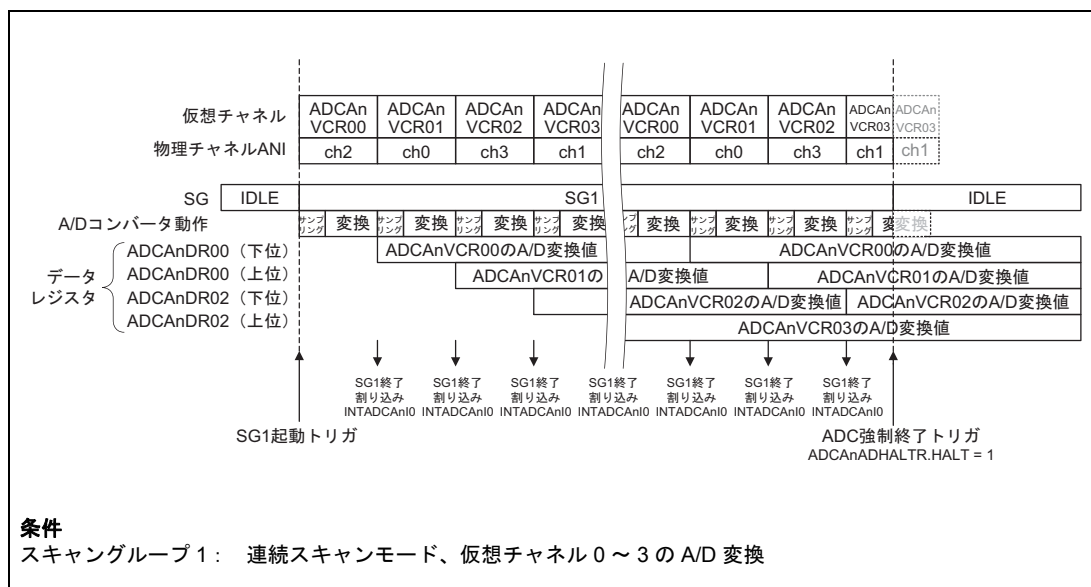 仮想チャネル
ADCAn VCR00 ADCAn VCR01 ADCAn VCR02 ADCAn VCR03 ADCAn VCR00 ADCAn VCR01 ADCAn VCR02 ADCAn VCR03 ADCAn VCR03
物理チャネルANI ch2 ch0 ch3 ch1 ch2 ch0 ch3 ch1 ch1
SG IDLE SG1 IDLE
A/Dコンバータ動作 サンプリング 変換 サンプリング 変換 サンプリング 変換 サンプリング 変換 サンプリング 変換 サンプリング 変換 サンプリング 変換 サンプリング 変換
データ
レジスタ
ADCAnDR00(下位) ADCAnVCR00のA/D変換値 ADCAnVCR00のA/D変換値
ADCAnDR00(上位) ADCAnVCR01の A/D変換値 ADCAnVCR01のA/D変換値
ADCAnDR02(下位) ADCAnVCR02のA/D変換値 ADCAnVCR02のA/D変換値
ADCAnDR02(上位) ADCAnVCR03のA/D変換値
SG1終了 SG1終了 SG1終了 SG1終了 SG1終了 SG1終了 SG1終了
割り込み 割り込み 割り込み 割り込み 割り込み 割り込み 割り込み
INTADCAnI0 INTADCAnI0 INTADCAnI0 INTADCAnI0 INTADCAnI0 INTADCAnI0 INTADCAnI0
SG1起動トリガ
ADC強制終了トリガ
ADCAnADHALTR.HALT = 1
条件
スキャングループ 1: 連続スキャンモード、仮想チャネル 0 ~ 3 の A/D 変換